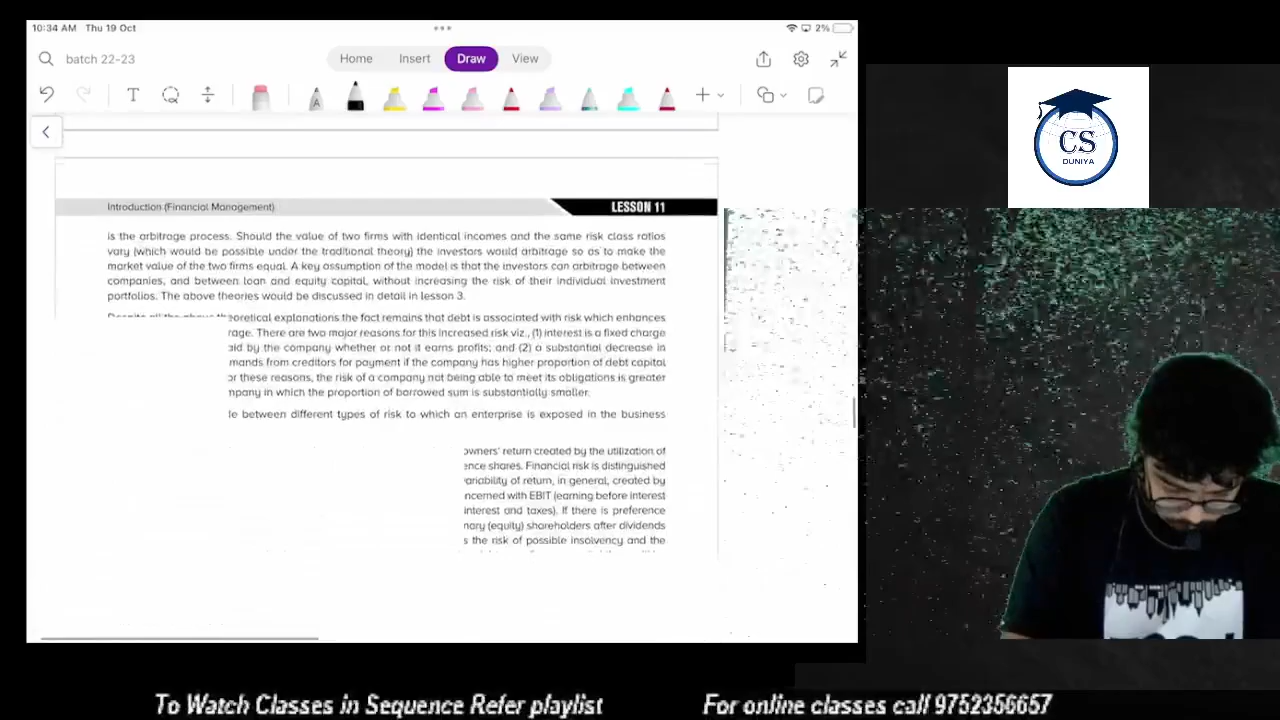 10:34 AM Thu 19 Oct
2%
batch 22-23
Home Insert Draw View
T
A
CS
DUNIYA
Introduction (Financial Management)
LESSON 11
is the arbitrage process. Should the value of two firms with identical incomes and the same risk class ratios
vary (which would be possible under the traditional theory) the investors would arbitrage so as to make the
market value of the two firms equal. A key assumption of the model is that the investors can arbitrage between
companies, and between loan and equity capital, without increasing the risk of their individual investment
portfolios. The above theories would be discussed in detail in lesson 3.
Despite all the above theoretical explanations the fact remains that debt is associated with risk which enhances
rage. There are two major reasons for this increased risk viz., (1) interest is a fixed charge
aid by the company whether or not it earns profits; and (2) a substantial decrease in
mands from creditors for payment if the company has higher proportion of debt capital
or these reasons, the risk of a company not being able to meet its obligations is greater
mpany in which the proportion of borrowed sum is substantially smaller.
le between different types of risk to which an enterprise is exposed in the business
owners' return created by the utilization of
ence shares. Financial risk is distinguished
variability of return, in general, created by
ncerned with EBIT (earning before interest
interest and taxes). If there is preference
nary (equity) shareholders after dividends
s the risk of possible insolvency and the
To Watch Classes in Sequence Refer playlist
For online classes call 9752356657